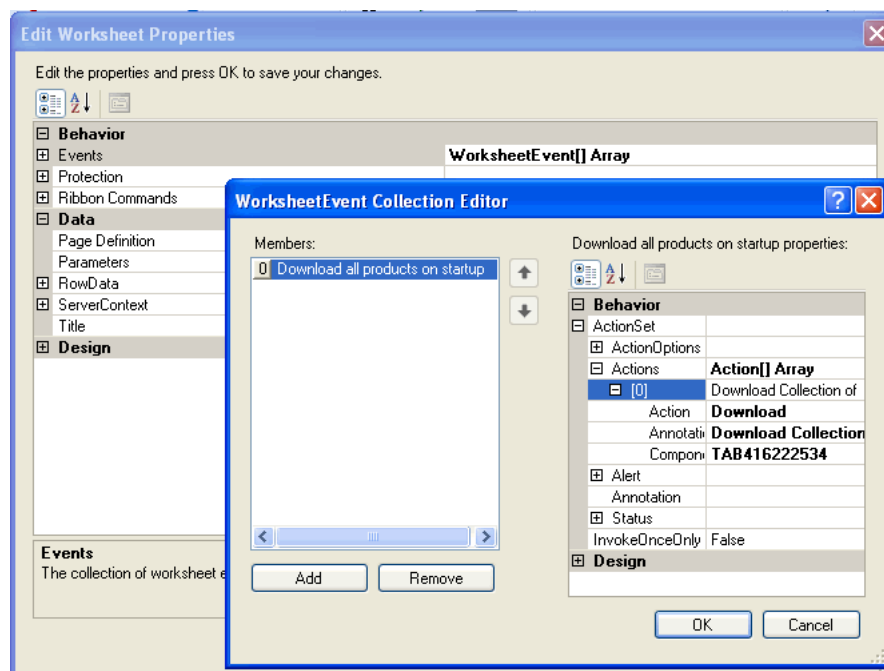 Edit Worksheet Properties
Edit the properties and press OK to save your changes.
Behavior
Events WorksheetEvent[] Array
Protection
Ribbon Commands
Data
Page Definition
Parameters
RowData
ServerContext
Title
Design
Events
The collection of worksheet e
WorksheetEvent Collection Editor
Members:
0 Download all products on startup
Add Remove
Download all products on startup properties:
Behavior
ActionSet
ActionOptions
Actions Action[] Array
[0] Download Collection of
Action Download
Annotati Download Collection
Compon TAB416222534
Alert
Annotation
Status
InvokeOnceOnly False
Design
OK Cancel